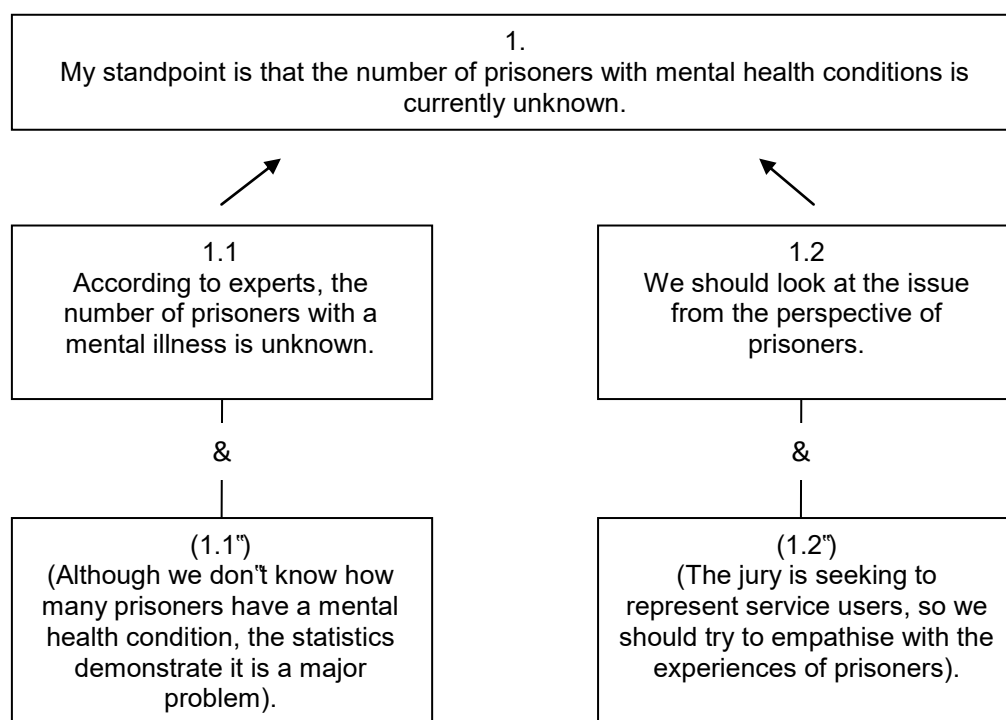 1.
My standpoint is that the number of prisoners with mental health conditions is
currently unknown.
1.1
According to experts, the
number of prisoners with a
mental illness is unknown.
1.2
We should look at the issue
from the perspective of
prisoners.
&
&
(1.1‟)
(Although we don‟t know how
many prisoners have a mental
health condition, the statistics
demonstrate it is a major
problem).
(1.2‟)
(The jury is seeking to
represent service users, so we
should try to empathise with the
experiences of prisoners).